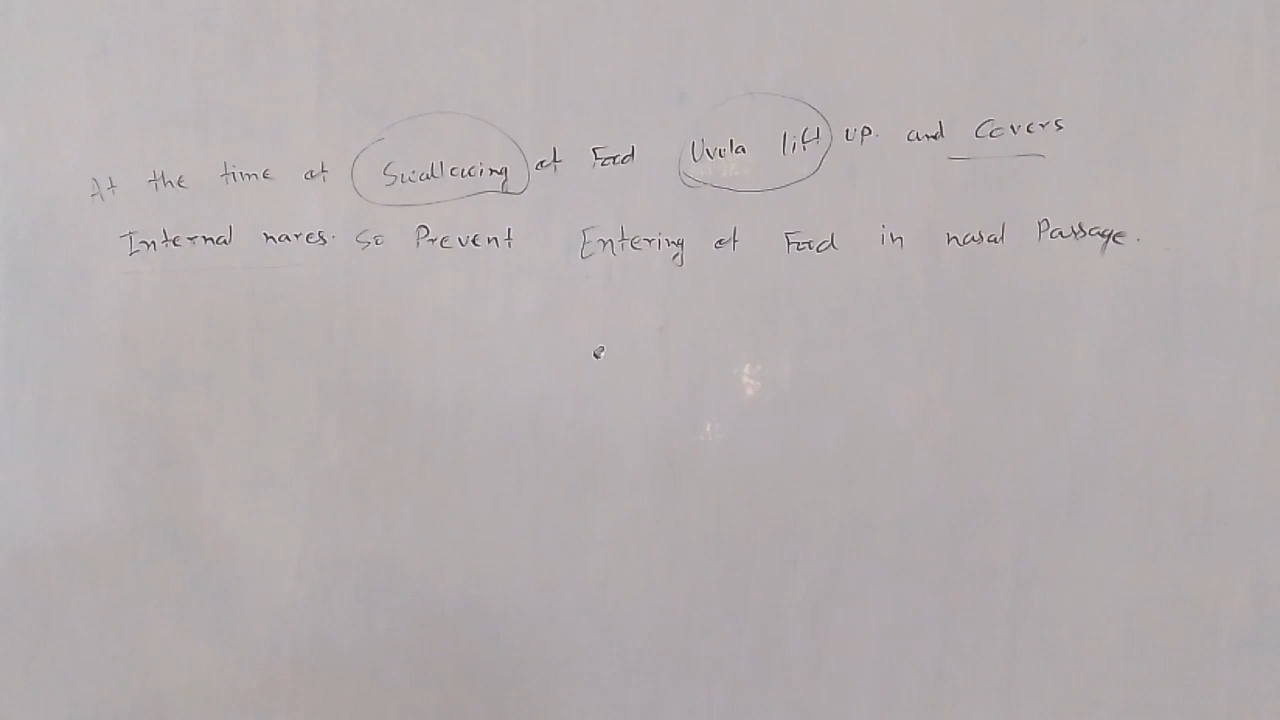 At the time of Swallowing of Food Uvula lift up. and Covers
Internal nares. So Prevent Entering of Food in nasal Passage.